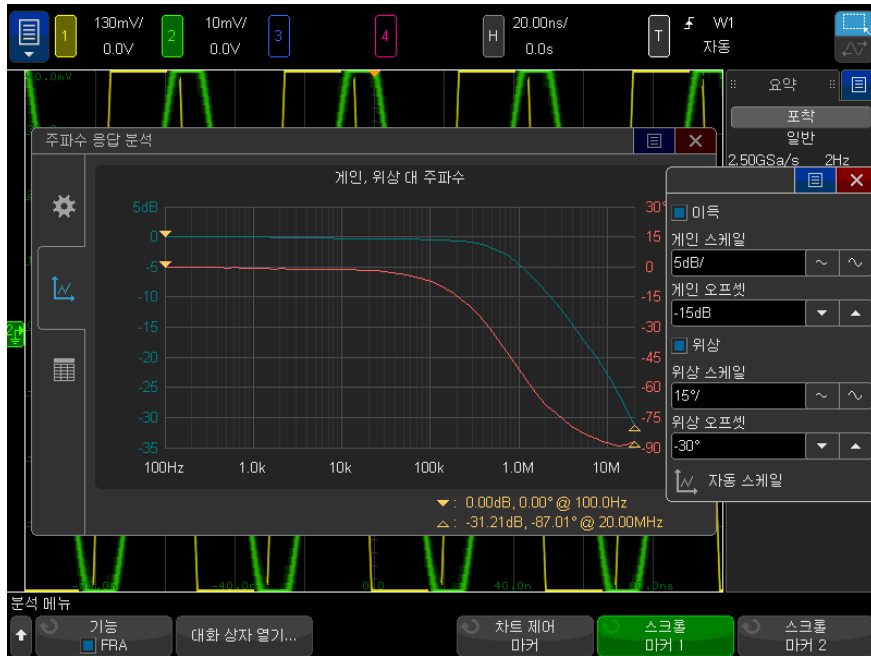 1 130mV/ 2 10mV/ 3 4 H 20.00ns/ T W1
0.0V 0.0V 0.0s 자동
요약
포착
일반
2.50GSa/s 2Hz
주파수 응답 분석
게인, 위상 대 주파수
5dB
0
-5
-10
-15
-20
-25
-30
-35
30°
15
0
-15
-30
-45
-60
-75
-90
100Hz 1.0k 10k 100k 1.0M 10M
: 0.00dB, 0.00° @ 100.0Hz
: -31.21dB, -87.01° @ 20.00MHz
이득
게인 스케일
5dB/
게인 오프셋
-15dB
위상
위상 스케일
15°/
위상 오프셋
-30°
자동 스케일
2
-40.0n 0.0 40.0n
분석 메뉴
기능
FRA
대화 상자 열기...
차트 제어
마커
스크롤
마커 1
스크롤
마커 2